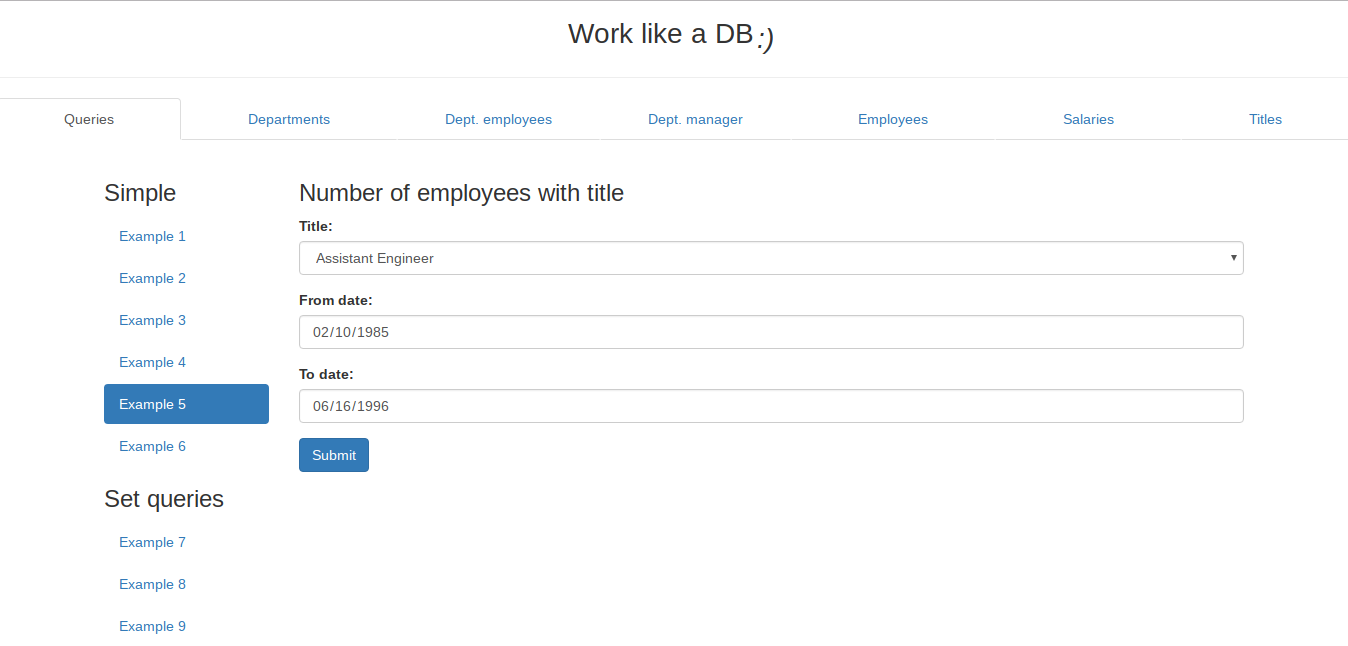 Work like a DB :)
Queries Departments Dept. employees Dept. manager Employees Salaries Titles
Simple
Example 1
Example 2
Example 3
Example 4
Example 5
Example 6
Set queries
Example 7
Example 8
Example 9
Number of employees with title
Title:
Assistant Engineer
From date:
02/10/1985
To date:
06/16/1996
Submit